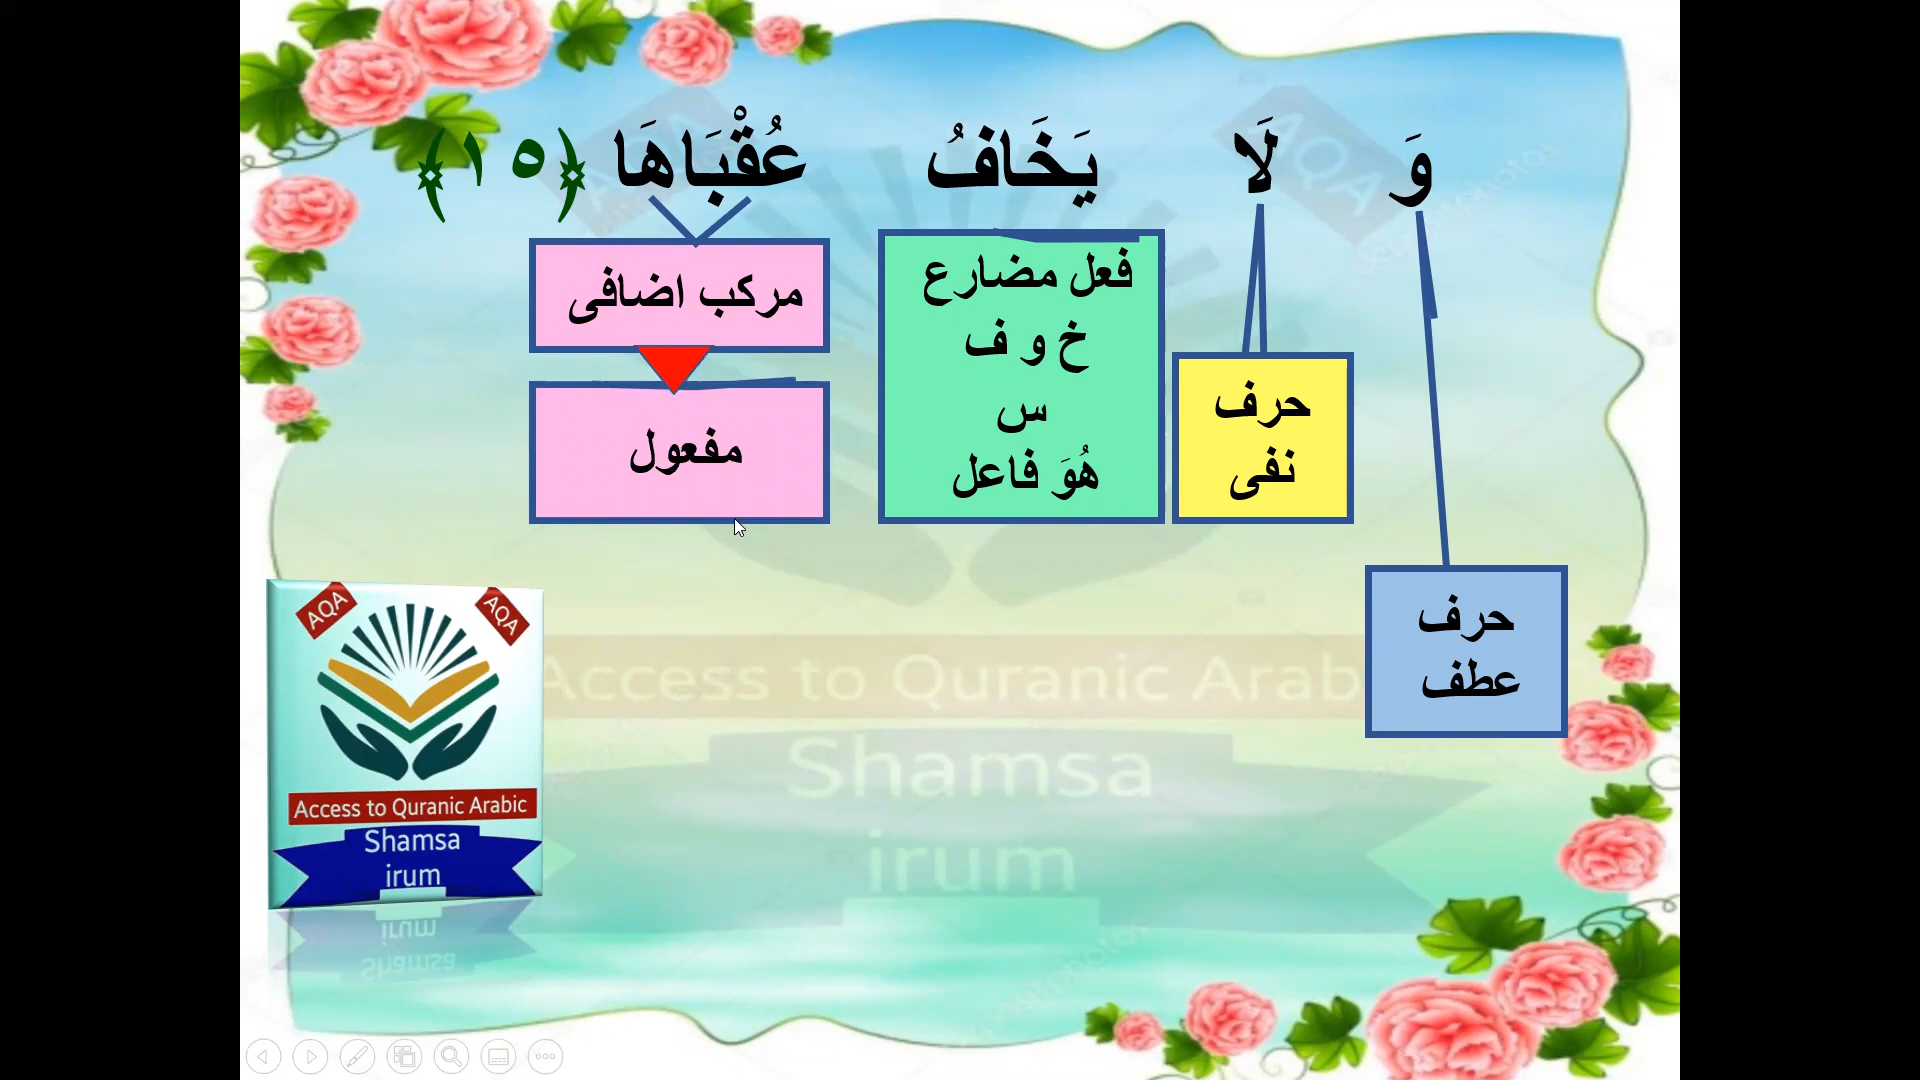 وَ لَا يَخَافُ عُقْبَاهَا ﴿١٥﴾
مركب اضافى
مفعول
فعل مضارع
خ و ف
س
هُوَ فاعل
حرف
نفى
حرف
عطف
AQA
AQA
Access to Quranic Arabic
Shamsa
irum
AQA
Access to Quranic Arab
Shamsa
irum